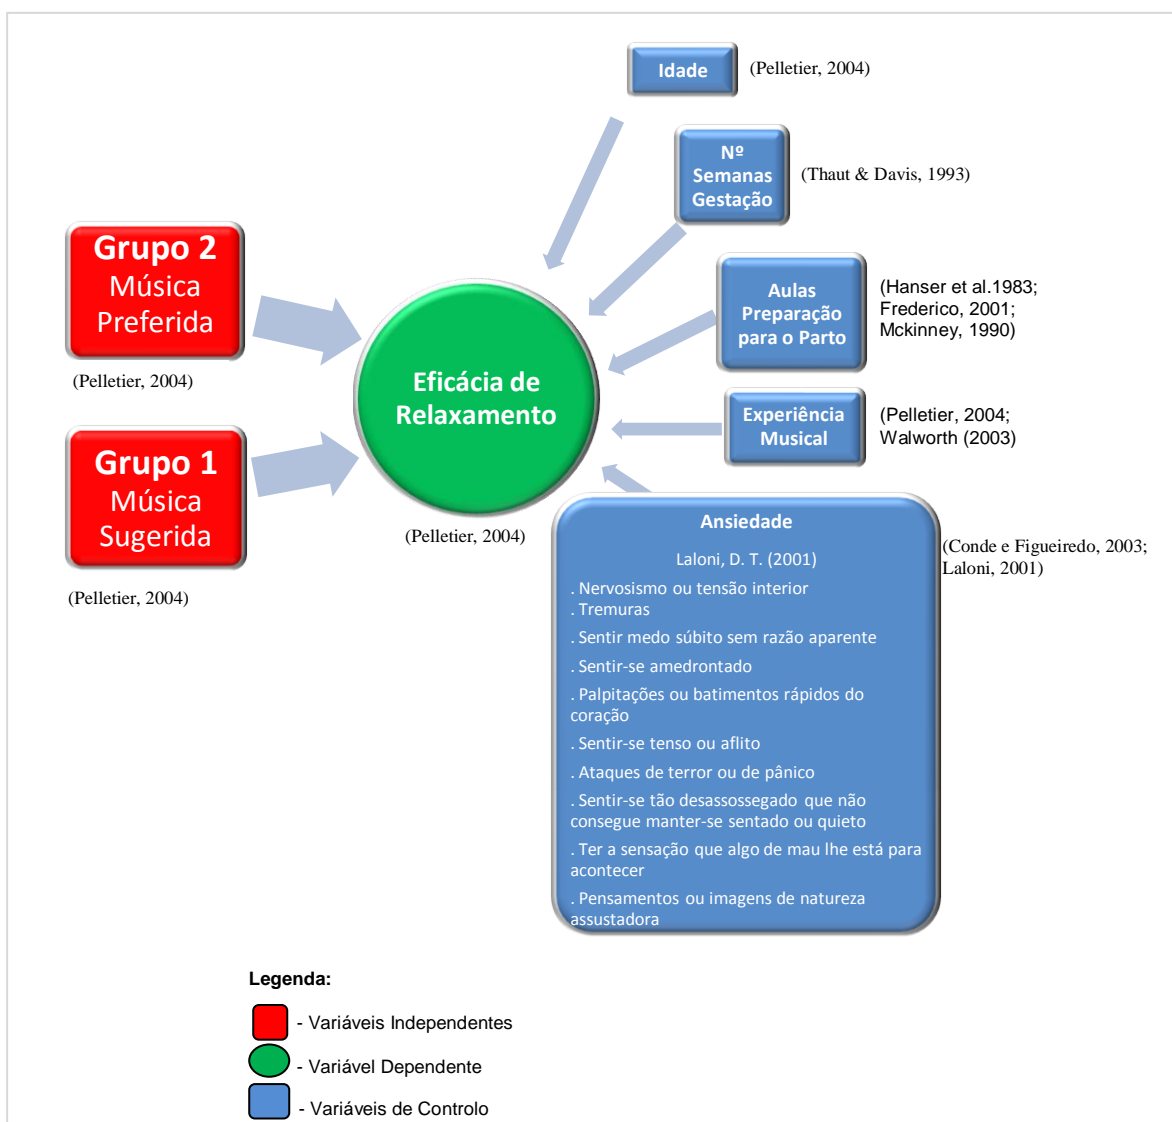 Idade
(Pelletier, 2004)
Nº
Semanas
Gestação
(Thaut & Davis, 1993)
Grupo 2
Música
Preferida
(Pelletier, 2004)
Aulas
Preparação
para o Parto
(Hanser et al.1983;
Frederico, 2001;
Mckinney, 1990)
Eficácia de
Relaxamento
(Pelletier, 2004)
Experiência
Musical
(Pelletier, 2004;
Walworth (2003)
Grupo 1
Música
Sugerida
(Pelletier, 2004)
Ansiedade
Laloni, D. T. (2001)
. Nervosismo ou tensão interior
. Tremuras
. Sentir medo súbito sem razão aparente
. Sentir-se amedrontado
. Palpitações ou batimentos rápidos do
coração
. Sentir-se tenso ou aflito
. Ataques de terror ou de pânico
. Sentir-se tão desassossegado que não
consegue manter-se sentado ou quieto
. Ter a sensação que algo de mau lhe está para
acontecer
. Pensamentos ou imagens de natureza
assustadora
(Conde e Figueiredo, 2003;
Laloni, 2001)
Legenda:
- Variáveis Independentes
- Variável Dependente
- Variáveis de Controlo